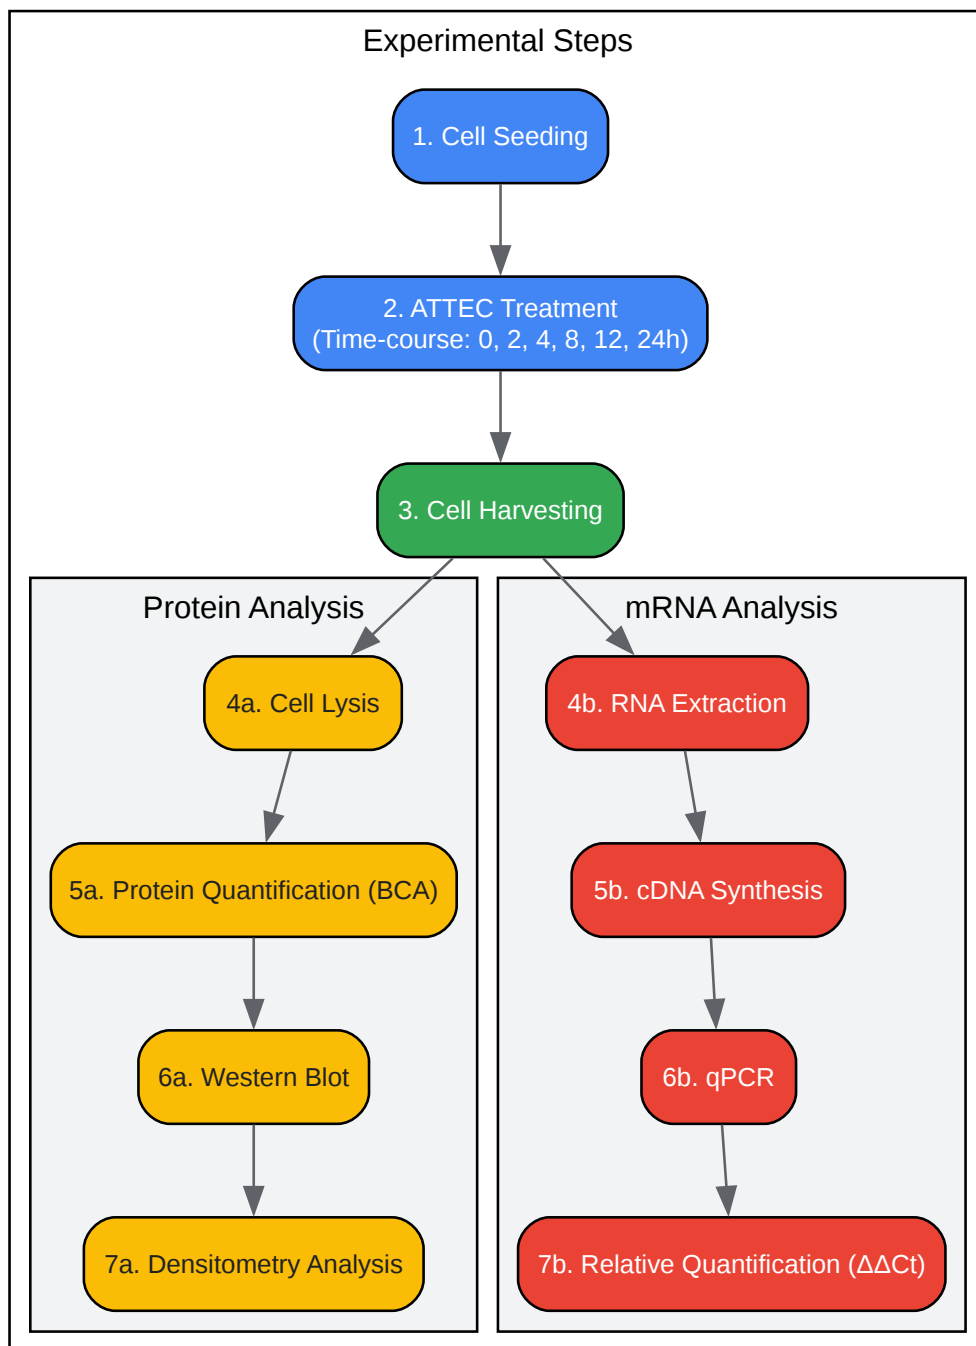 Experimental Steps
1. Cell Seeding
2. ATTEC Treatment
(Time-course: 0, 2, 4, 8, 12, 24h)
3. Cell Harvesting
Protein Analysis
4a. Cell Lysis
5a. Protein Quantification (BCA)
6a. Western Blot
7a. Densitometry Analysis
mRNA Analysis
4b. RNA Extraction
5b. cDNA Synthesis
6b. qPCR
7b. Relative Quantification (ΔΔCt)